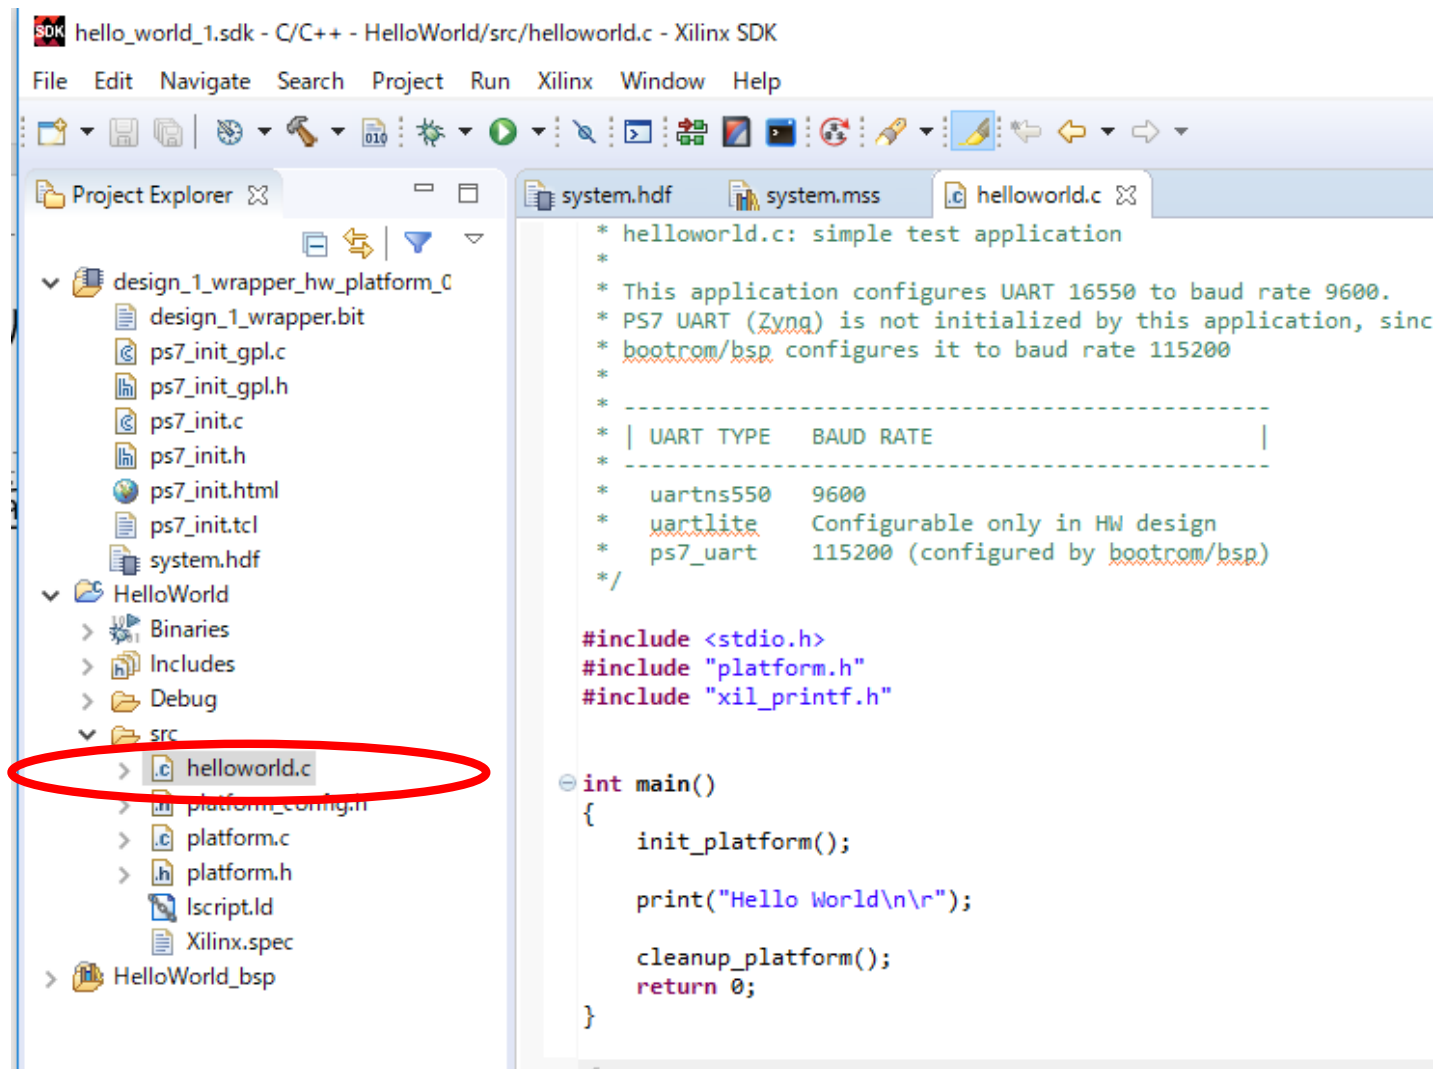 hello_world_1.sdk - C/C++ - HelloWorld/src/helloworld.c - Xilinx SDK
File Edit Navigate Search Project Run Xilinx Window Help
Project Explorer
design_1_wrapper_hw_platform_0
design_1_wrapper.bit
ps7_init_gpl.c
ps7_init_gpl.h
ps7_init.c
ps7_init.h
ps7_init.html
ps7_init.tcl
system.hdf
HelloWorld
Binaries
Includes
Debug
src
helloworld.c
platform_config.h
platform.c
platform.h
lscript.ld
Xilinx.spec
HelloWorld_bsp
system.hdf system.mss helloworld.c
* helloworld.c: simple test application
*
* This application configures UART 16550 to baud rate 9600.
* PS7 UART (Zynq) is not initialized by this application, sinc
* bootrom/bsp configures it to baud rate 115200
*
* ------------------------------------------------
* | UART TYPE   BAUD RATE                        |
* ------------------------------------------------
*   uartns550   9600
*   uartlite    Configurable only in HW design
*   ps7_uart    115200 (configured by bootrom/bsp)
*/
#include <stdio.h>
#include "platform.h"
#include "xil_printf.h"
int main()
{
init_platform();
print("Hello World\n\r");
cleanup_platform();
return 0;
}